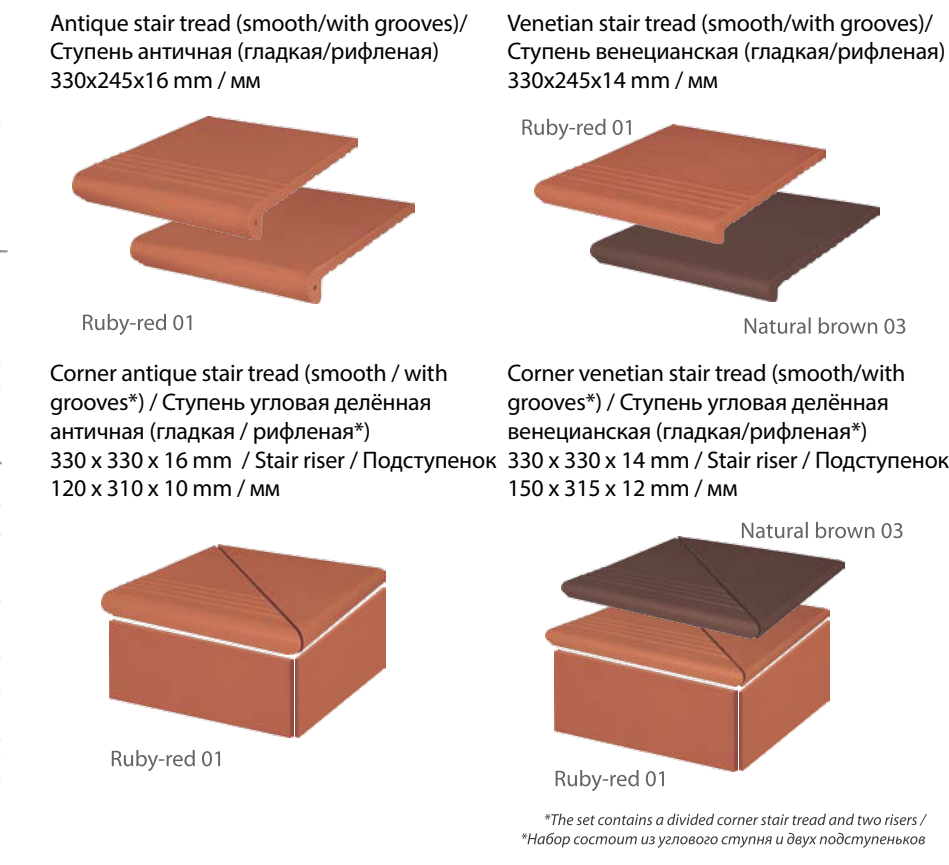 Antique stair tread (smooth/with grooves)/
Ступень античная (гладкая/рифленая)
330x245x16 mm / мм
Ruby-red 01
Venetian stair tread (smooth/with grooves)/
Ступень венецианская (гладкая/рифленая)
330x245x14 mm / мм
Ruby-red 01
Natural brown 03
Corner antique stair tread (smooth / with
grooves*) / Ступень угловая делённая
античная (гладкая / рифленая*)
330 x 330 x 16 mm / Stair riser / Подступенок
120 x 310 x 10 mm / мм
Ruby-red 01
Corner venetian stair tread (smooth/with
grooves*) / Ступень угловая делённая
венецианская (гладкая/рифленая*)
330 x 330 x 14 mm / Stair riser / Подступенок
150 x 315 x 12 mm / мм
Natural brown 03
Ruby-red 01
*The set contains a divided corner stair tread and two risers /
*Набор состоит из углового ступня и двух подступеньков